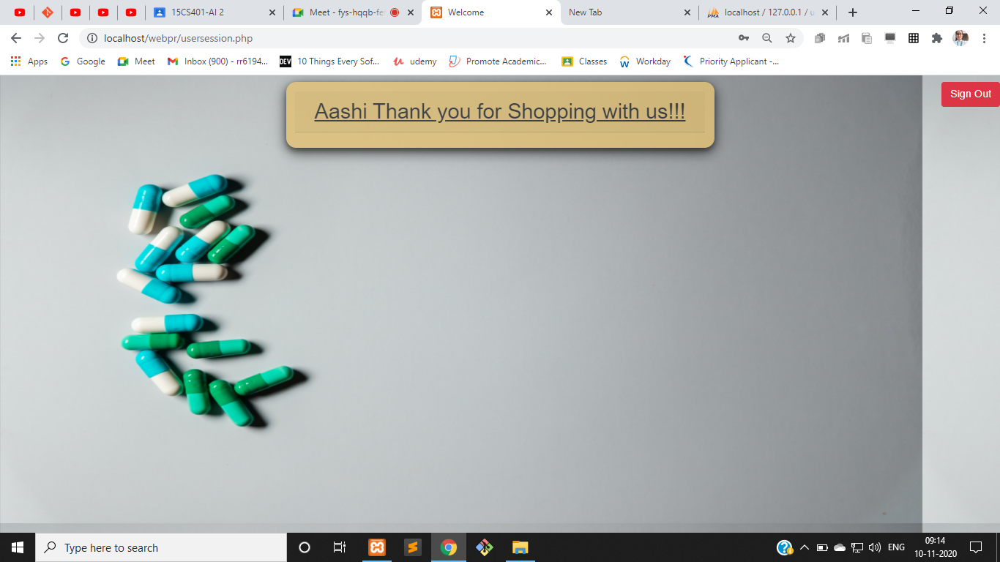 15CS401-AI 2
Meet - fys-hqqb-fe
Welcome
New Tab
localhost / 127.0.0.1 / u
localhost/webpr/usersession.php
Apps
Google
Meet
Inbox (900) - rr6194...
DEV
10 Things Every Sof...
udemy
Promote Academic...
Classes
Workday
Priority Applicant -...
Aashi Thank you for Shopping with us!!!
Sign Out
Type here to search
ENG
09:14
10-11-2020